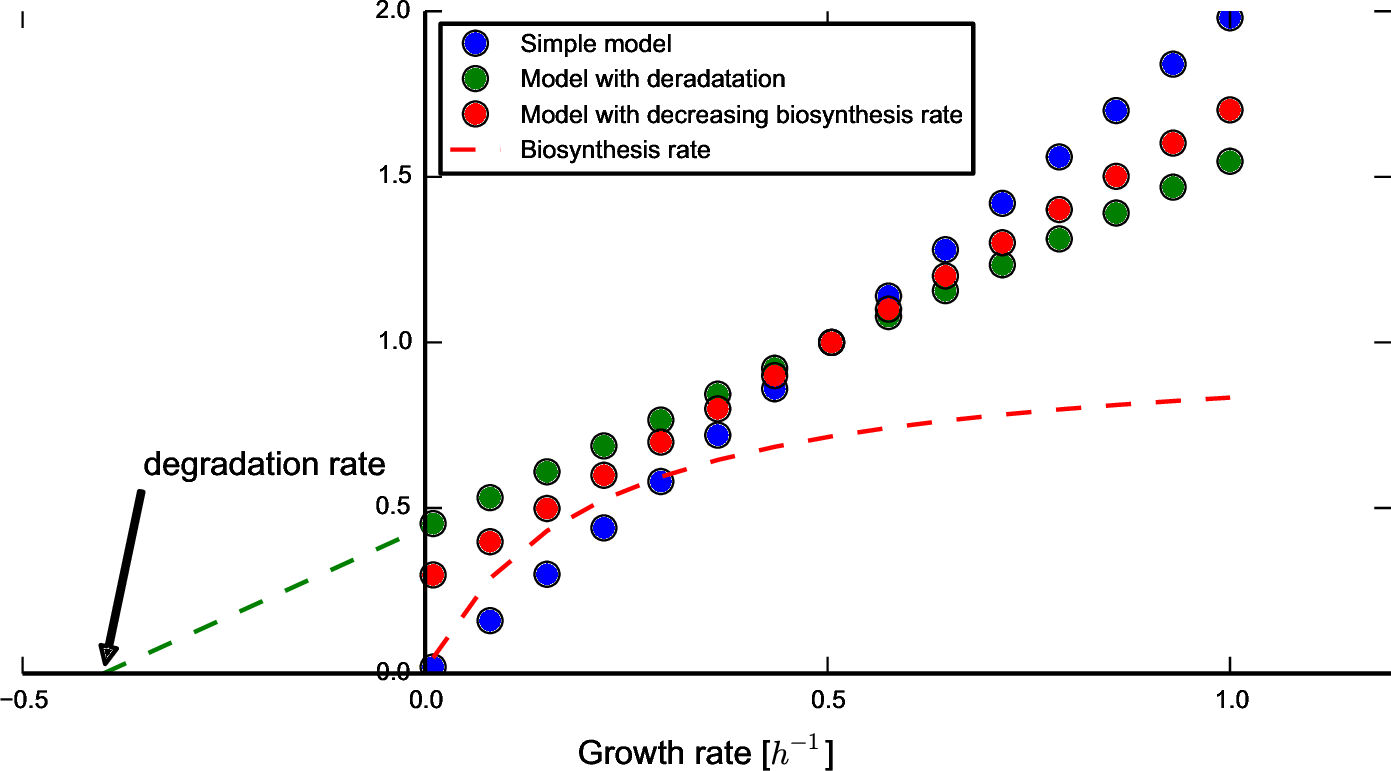 2.0
Simple model
Model with deradatation
Model with decreasing biosynthesis rate
Biosynthesis rate
1.5
1.0
degradation rate
0.5
0.0
−0.5 0.0 0.5 1.0
Growth rate [h⁻¹]